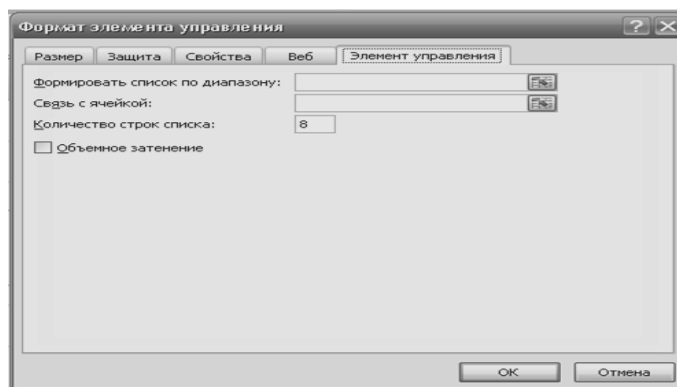 Формат элемента управления
Размер Защита Свойства Веб Элемент управления
Формировать список по диапазону:
Связь с ячейкой:
Количество строк списка: 8
Объемное затенение
ОК Отмена